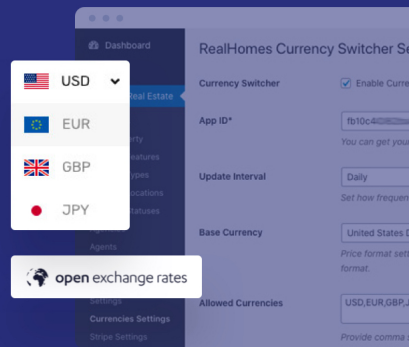 Dashboard
RealHomes Currency Switcher Se
USD
EUR
GBP
JPY
Real Estate
Currency Switcher
Enable Curre
App ID*
fb10c4
You can get your
Update Interval
Daily
Set how frequen
Base Currency
United States D
Price format sett
format.
open exchange rates
Agents
Settings
Currencies Settings
Stripe Settings
Allowed Currencies
USD,EUR,GBP,J
Provide comma